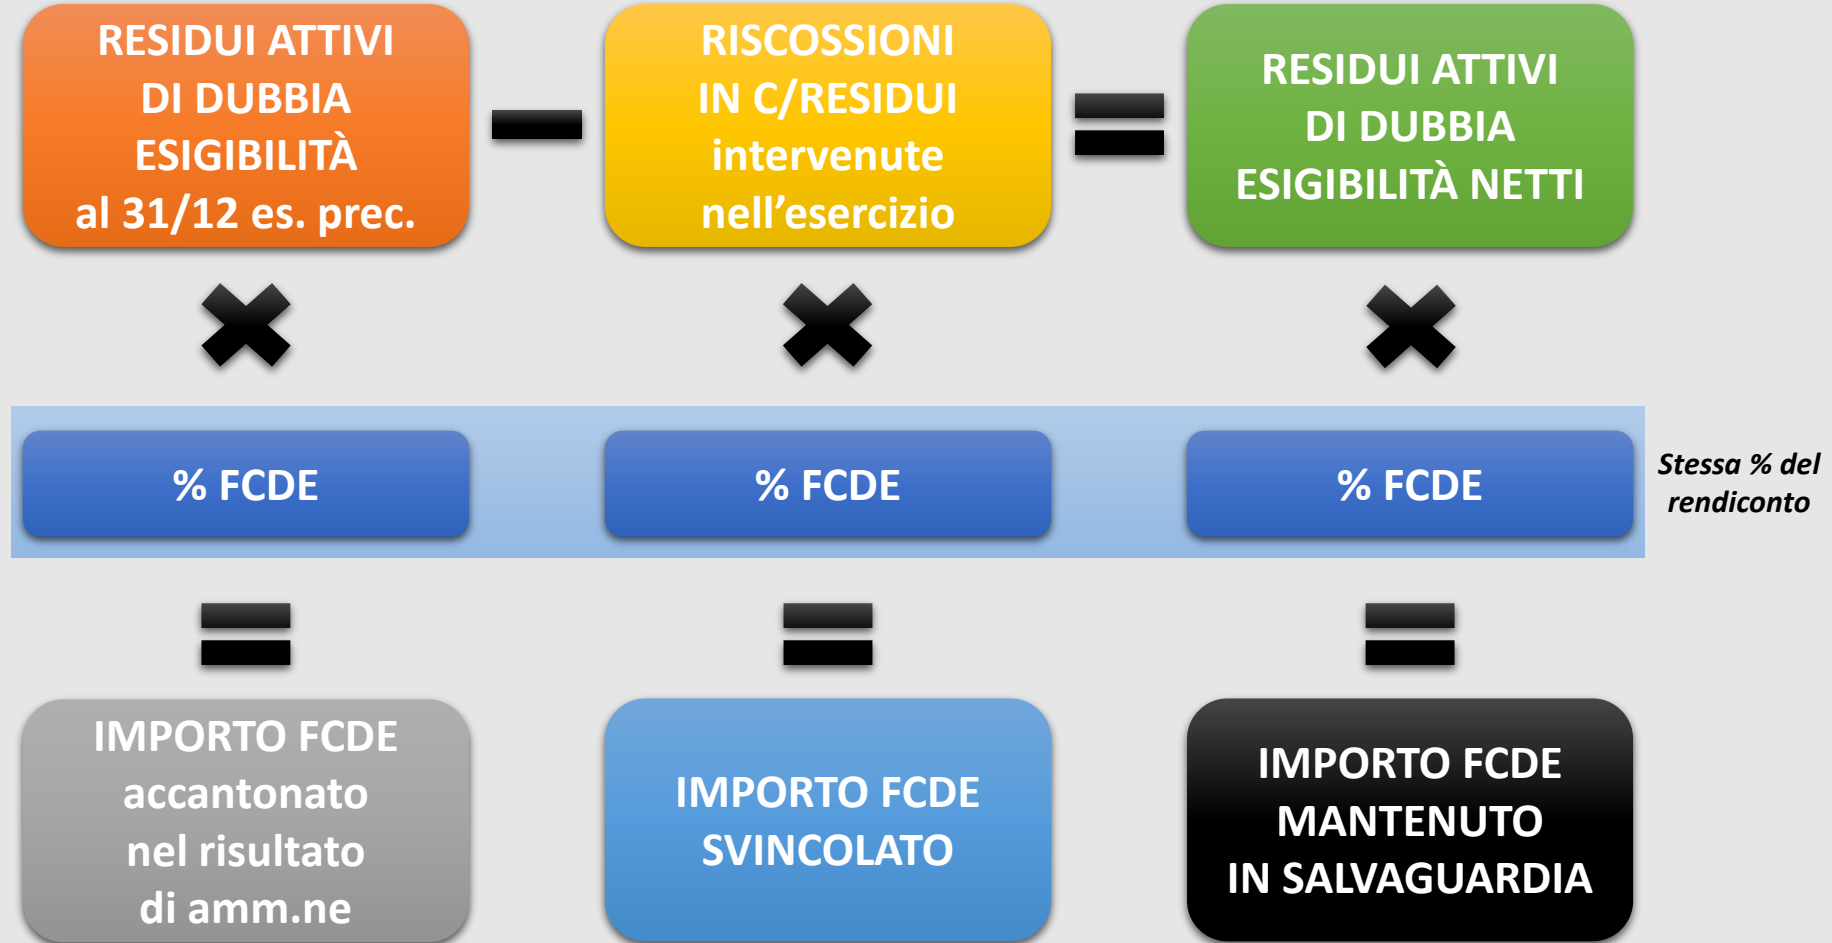 RESIDUI ATTIVI
DI DUBBIA
ESIGIBILITÀ
al 31/12 es. prec.
RISCOSSIONI
IN C/RESIDUI
intervenute
nell’esercizio
RESIDUI ATTIVI
DI DUBBIA
ESIGIBILITÀ NETTI
% FCDE
% FCDE
% FCDE
Stessa % del
rendiconto
IMPORTO FCDE
accantonato
nel risultato
di amm.ne
IMPORTO FCDE
SVINCOLATO
IMPORTO FCDE
MANTENUTO
IN SALVAGUARDIA